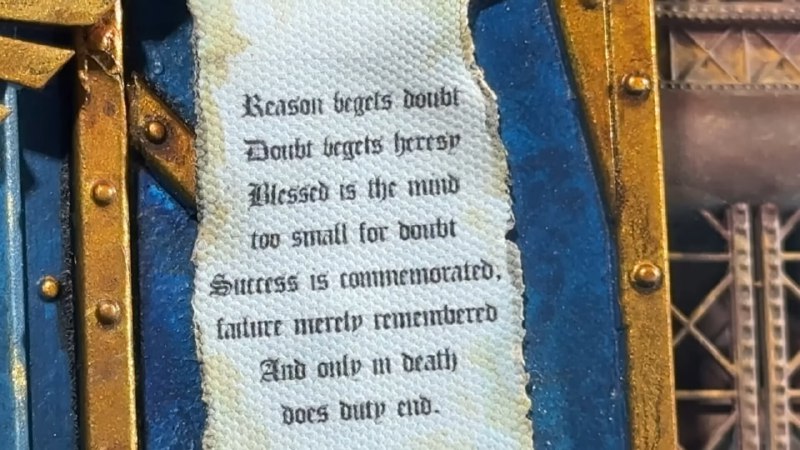 Reason begets doubt
Doubt begets heresy
Blessed is the mind
too small for doubt
Success is commemorated,
failure merely remembered
And only in death
does duty end.